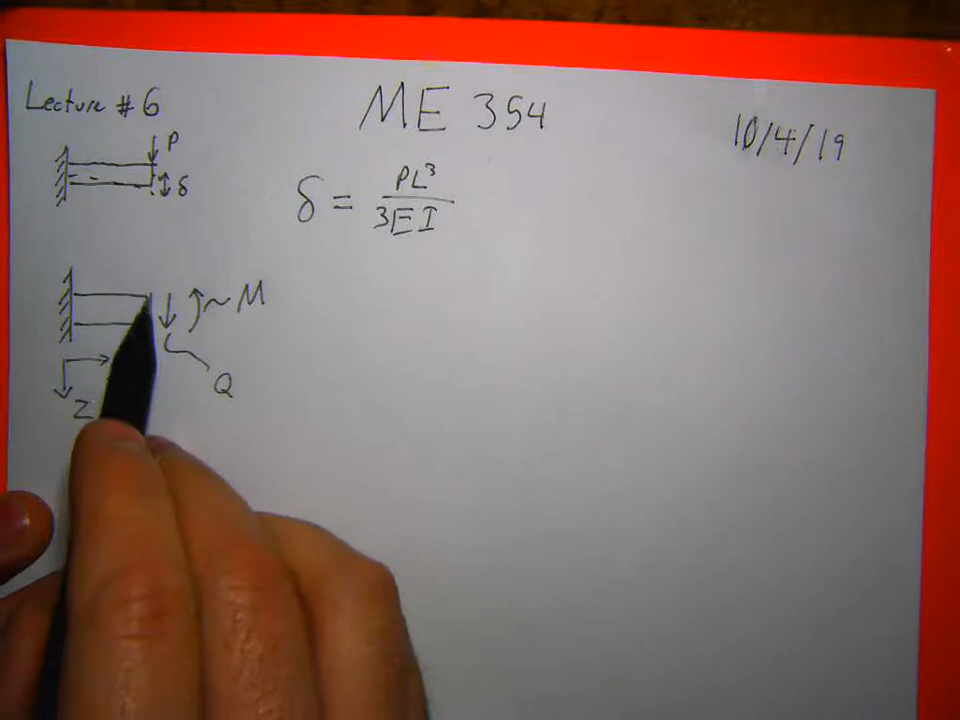 Lecture # 6
ME 354
10/4/19
P
δ
δ = PL³ / 3EI
M
Q
Z